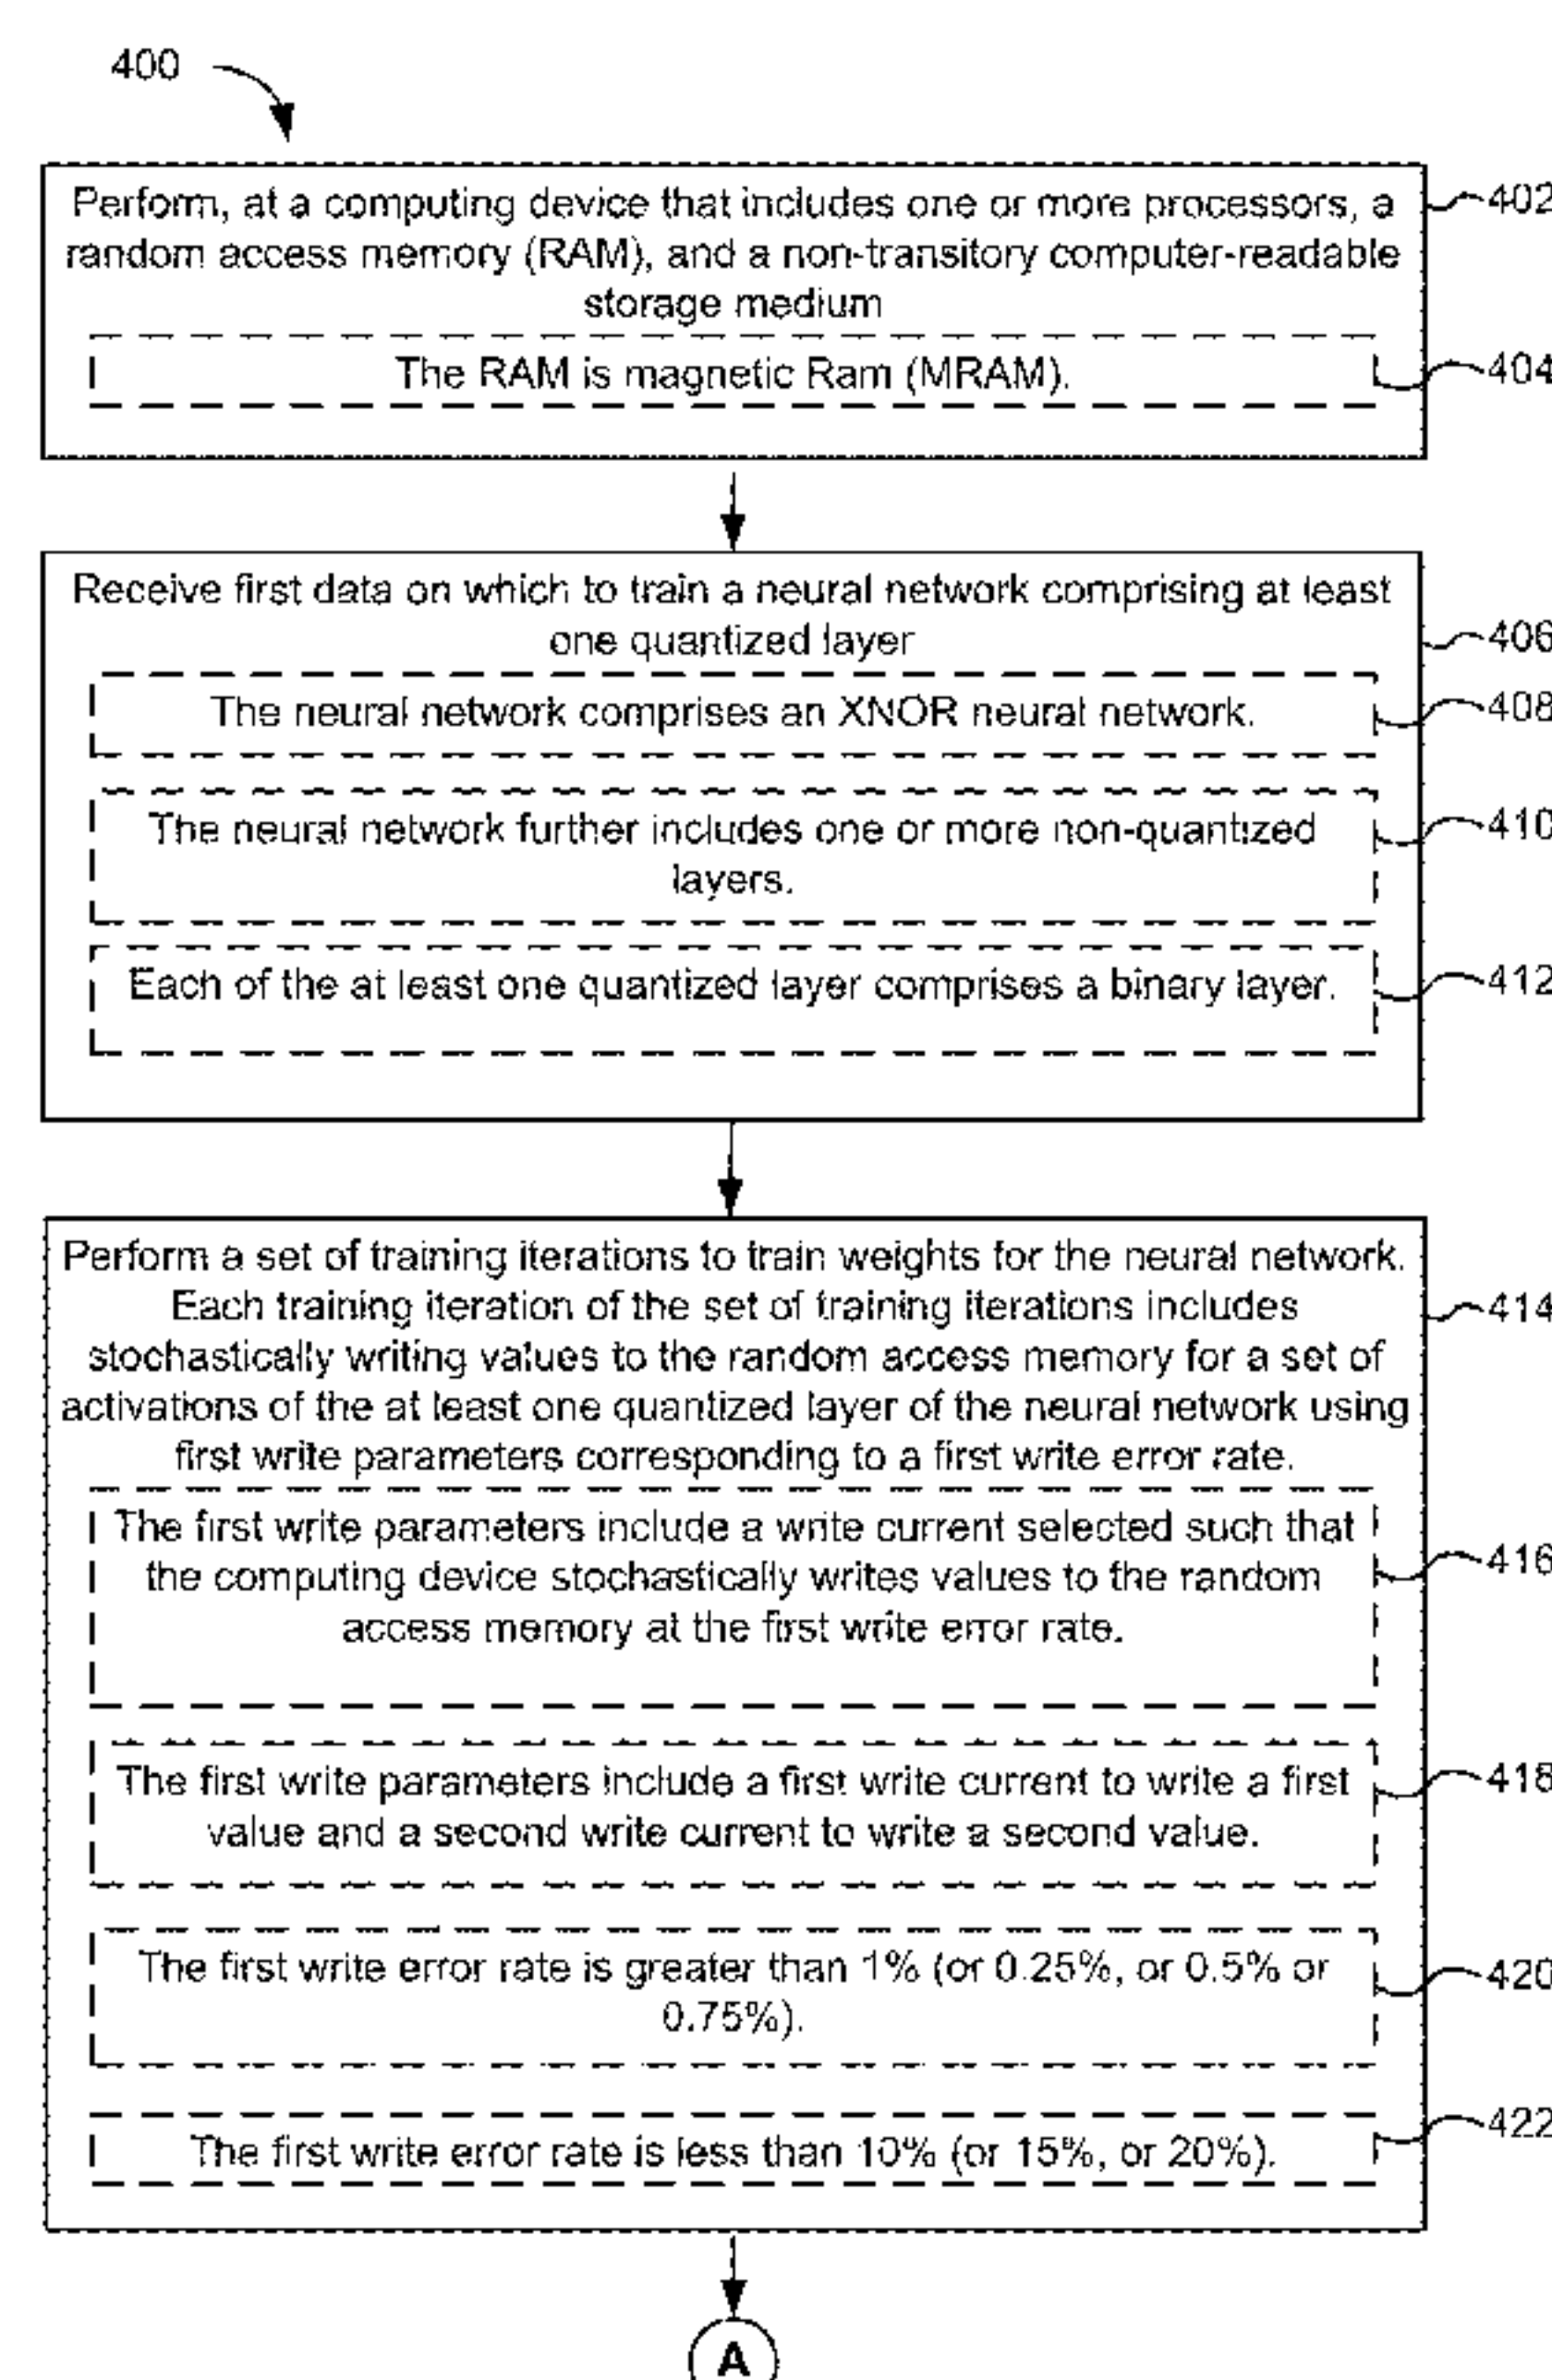 400
Perform, at a computing device that includes one or more processors, a
402
random access memory (RAM), and a non-transitory computer-readable
storage medium
The RAM is magnetic Ram (MRAM).
404
Receive first data on which to train a neural network comprising at least
one quantized layer
406
The neural network comprises an XNOR neural network.
408
The neural network further includes one or more non-quantized
410
layers.
Each of the at least one quantized layer comprises a binary layer.
412
Perform a set of training iterations to train weights for the neural network.
Each training iteration of the set of training iterations includes
414
stochastically writing values to the random access memory for a set of
activations of the at least one quantized layer of the neural network using
first write parameters corresponding to a first write error rate.
The first write parameters include a write current selected such that
416
the computing device stochastically writes values to the random
access memory at the first write error rate.
The first write parameters include a first write current to write a first
418
value and a second write current to write a second value.
The first write error rate is greater than 1% (or 0.25%, or 0.5% or
420
0.75%).
The first write error rate is less than 10% (or 15%, or 20%).
422
A